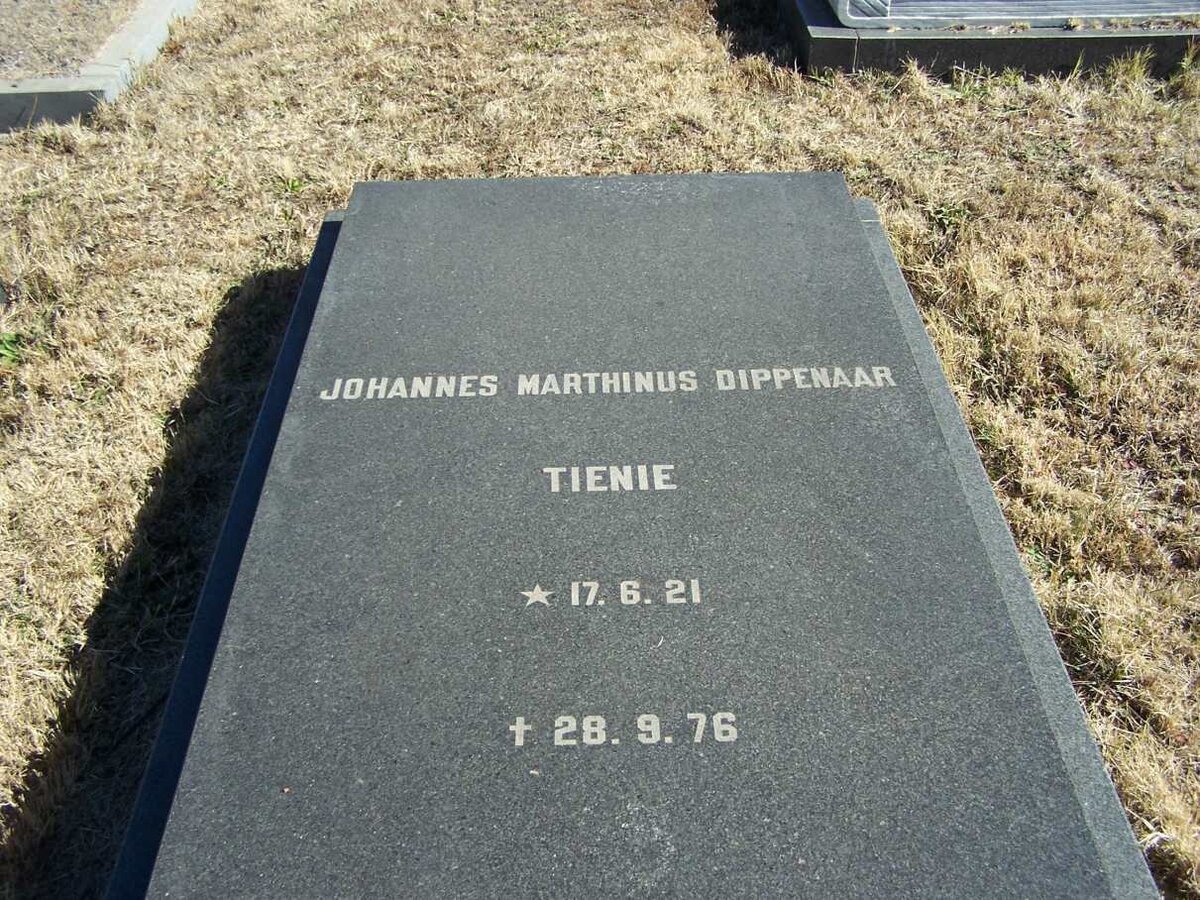 JOHANNES MARTHINUS DIPPENAAR
TIENIE
★ 17. 6. 21
✝ 28. 9. 76